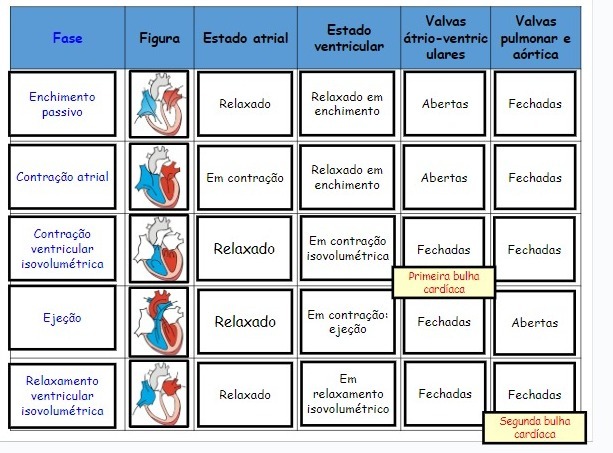 Fase
Figura
Estado atrial
Estado
ventricular
Valvas
átrio-ventric
ulares
Valvas
pulmonar e
aórtica
Enchimento
passivo
Relaxado
Relaxado em
enchimento
Abertas
Fechadas
Contração atrial
Em contração
Relaxado em
enchimento
Abertas
Fechadas
Contração
ventricular
isovolumétrica
Relaxado
Em contração
isovolumétrica
Fechadas
Fechadas
Primeira bulha
cardíaca
Ejeção
Relaxado
Em contração:
ejeção
Fechadas
Abertas
Relaxamento
ventricular
isovolumétrica
Relaxado
Em
relaxamento
isovolumétrico
Fechadas
Fechadas
Segunda bulha
cardíaca